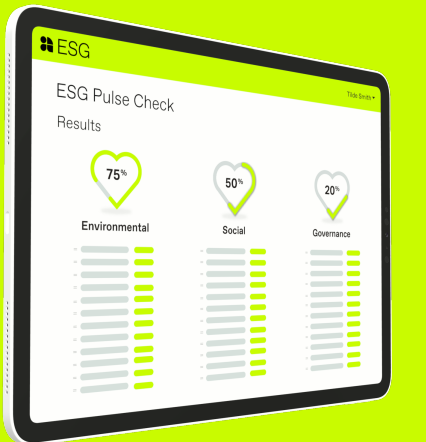 ESG
Tilde Smith
ESG Pulse Check
Results
75%
50%
20%
Environmental
Social
Governance